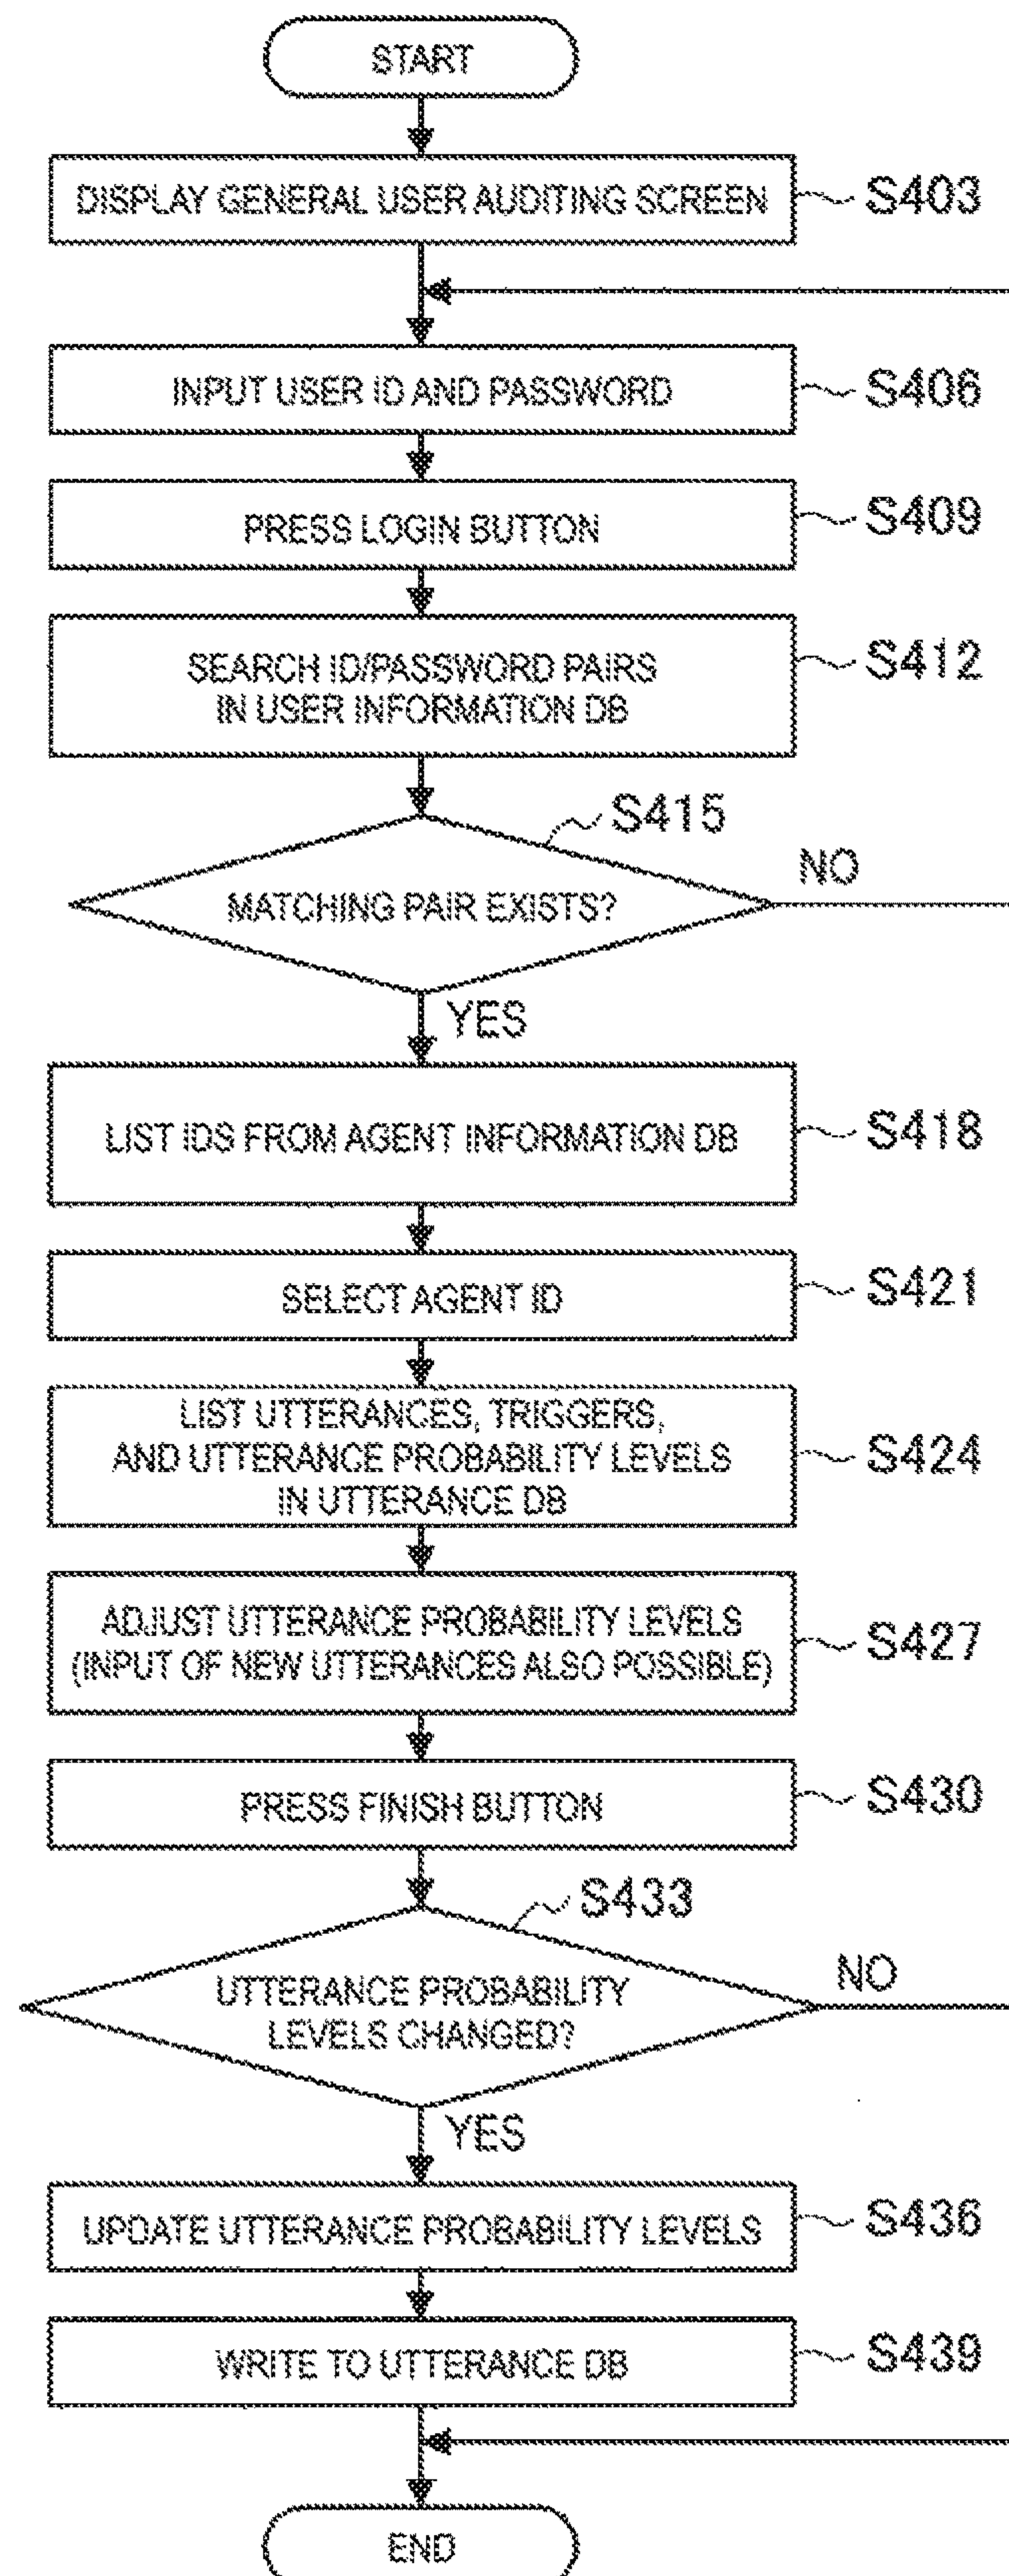 START
DISPLAY GENERAL USER AUDITING SCREEN
S403
INPUT USER ID AND PASSWORD
S406
PRESS LOGIN BUTTON
S409
SEARCH ID/PASSWORD PAIRS
IN USER INFORMATION DB
S412
S415
MATCHING PAIR EXISTS?
NO
YES
LIST IDS FROM AGENT INFORMATION DB
S418
SELECT AGENT ID
S421
LIST UTTERANCES, TRIGGERS,
AND UTTERANCE PROBABILITY LEVELS
IN UTTERANCE DB
S424
ADJUST UTTERANCE PROBABILITY LEVELS
(INPUT OF NEW UTTERANCES ALSO POSSIBLE)
S427
PRESS FINISH BUTTON
S430
S433
UTTERANCE PROBABILITY
LEVELS CHANGED?
NO
YES
UPDATE UTTERANCE PROBABILITY LEVELS
S436
WRITE TO UTTERANCE DB
S439
END